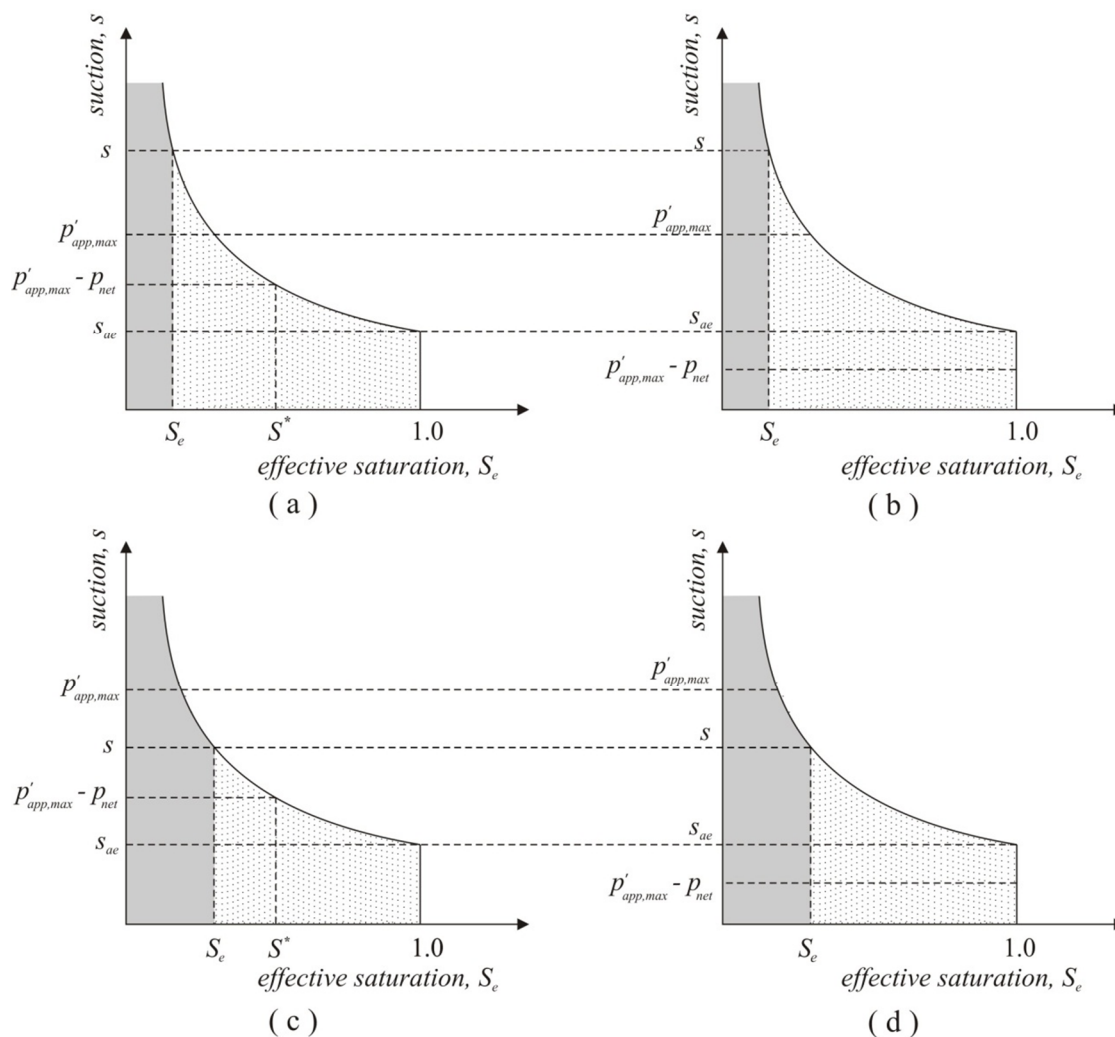 suction, s
s
p'app,max
p'app,max - pnet
sae
Se
S*
1.0
effective saturation, Se
( a )
suction, s
s
p'app,max
sae
p'app,max - pnet
Se
1.0
effective saturation, Se
( b )
suction, s
p'app,max
s
p'app,max - pnet
sae
Se
S*
1.0
effective saturation, Se
( c )
suction, s
p'app,max
s
sae
p'app,max - pnet
Se
1.0
effective saturation, Se
( d )